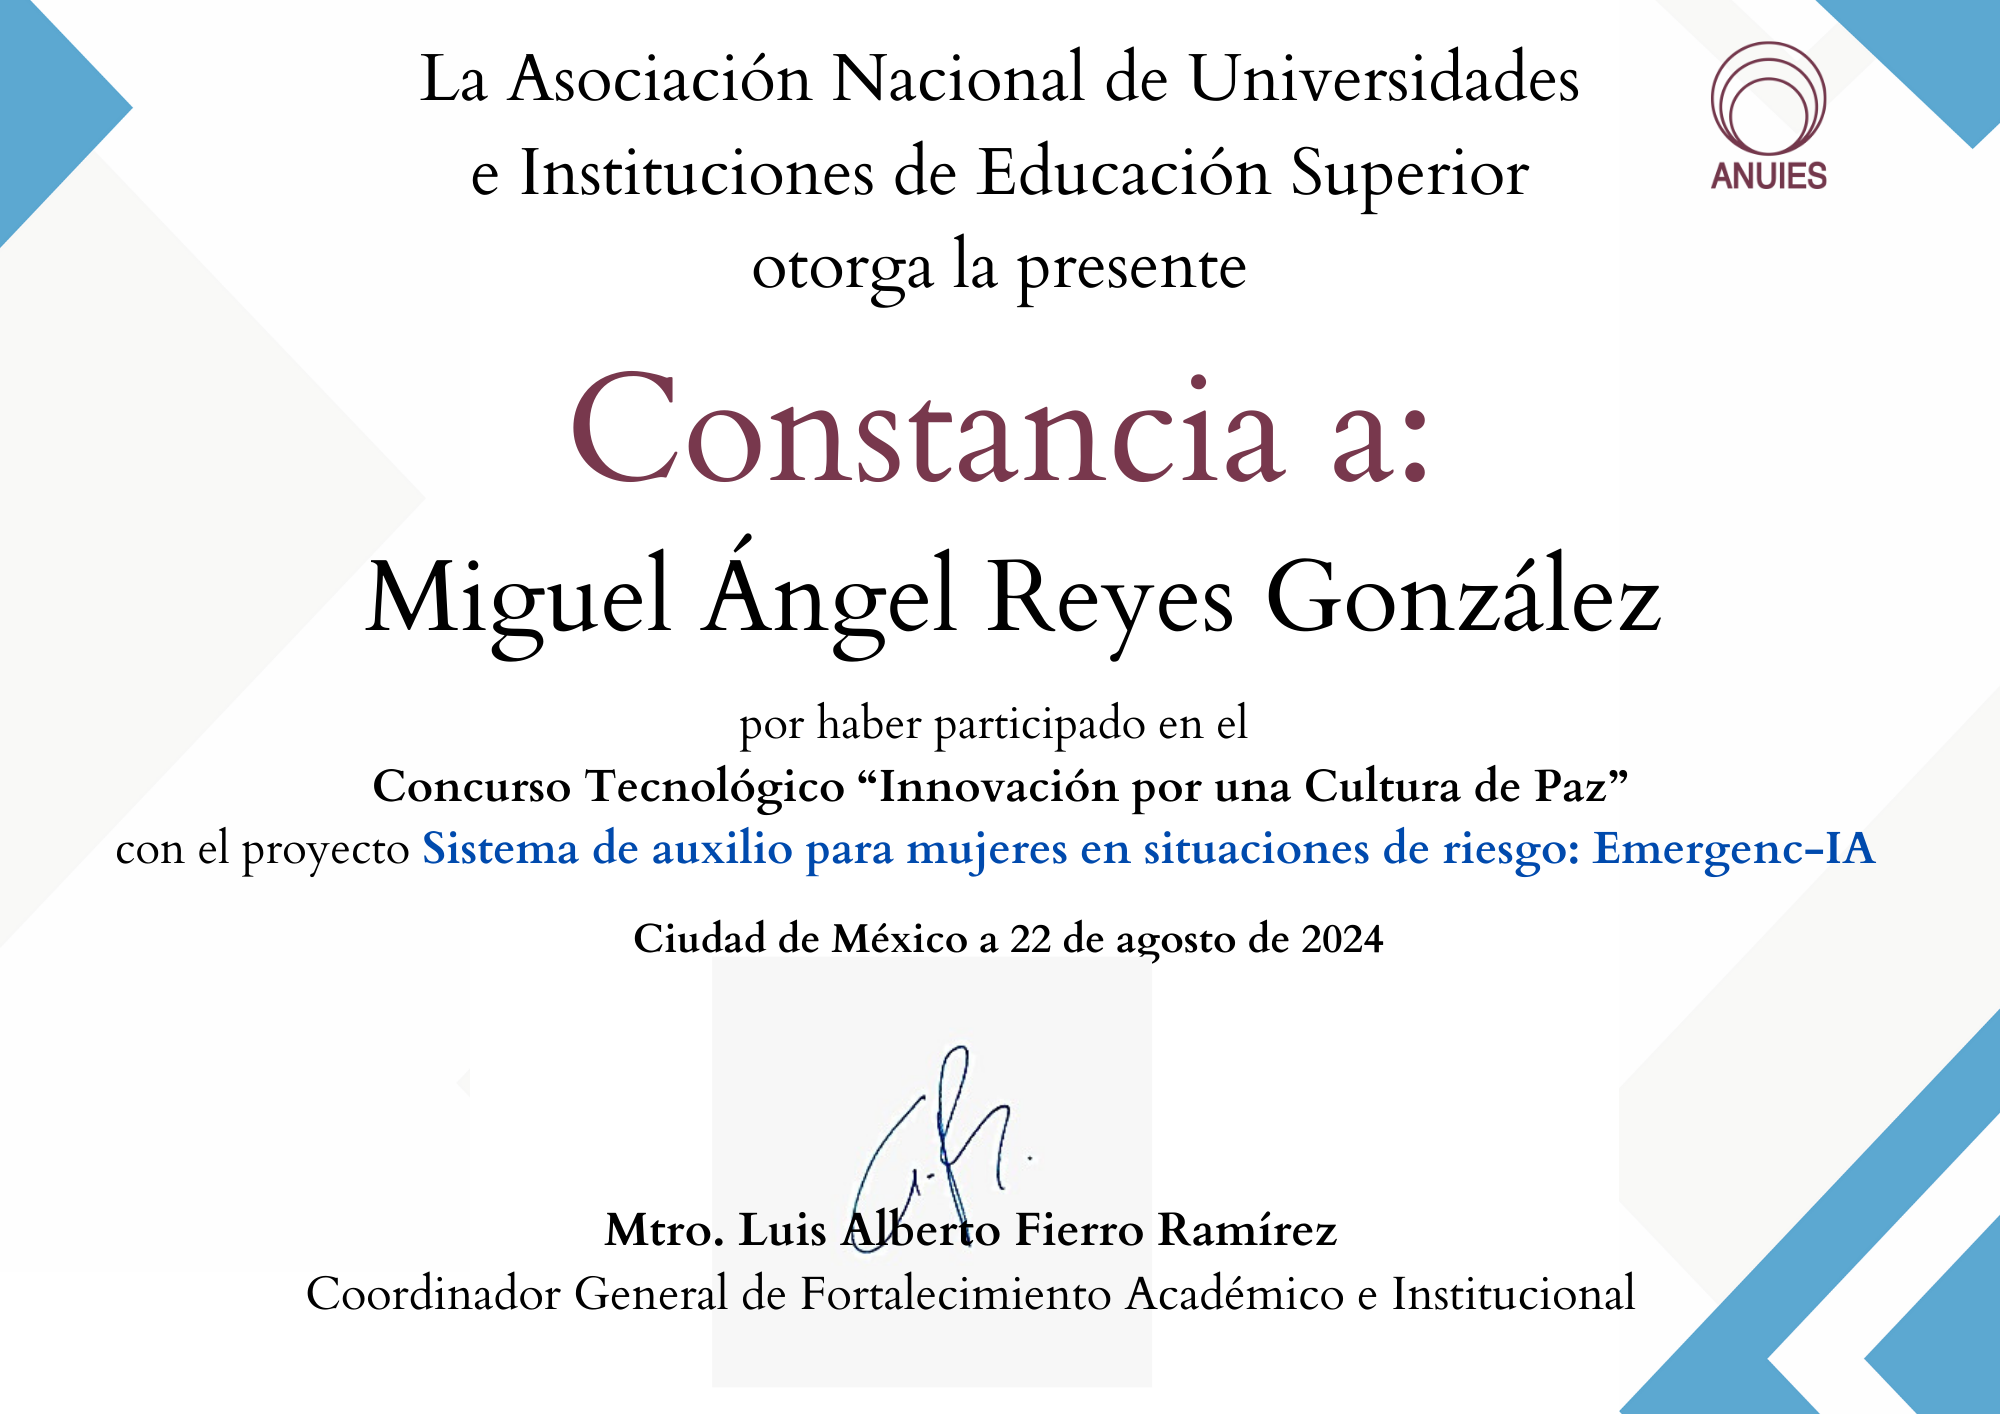 La Asociación Nacional de Universidades
e Instituciones de Educación Superior
otorga la presente
ANUIES
Constancia a:
Miguel Ángel Reyes González
por haber participado en el
Concurso Tecnológico “Innovación por una Cultura de Paz”
con el proyecto Sistema de auxilio para mujeres en situaciones de riesgo: Emergenc-IA
Ciudad de México a 22 de agosto de 2024
Mtro. Luis Alberto Fierro Ramírez
Coordinador General de Fortalecimiento Académico e Institucional